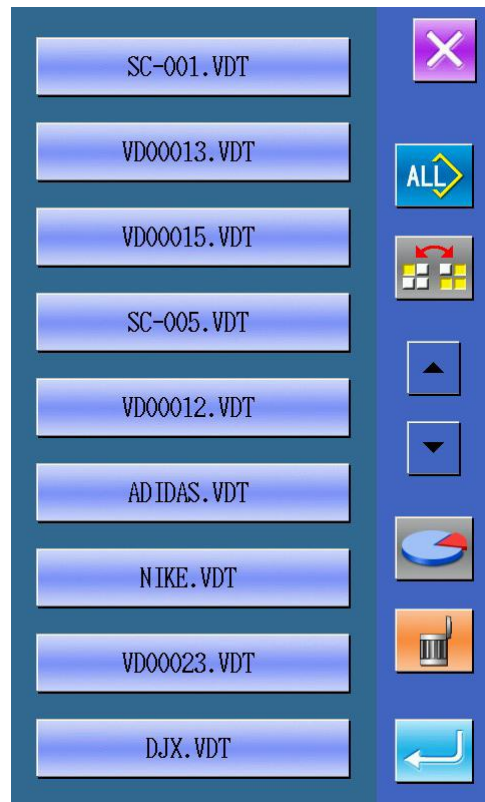 SC-001.VDT
VD00013.VDT
ALL
VD00015.VDT
SC-005.VDT
VD00012.VDT
ADIDAS.VDT
NIKE.VDT
VD00023.VDT
DJX.VDT